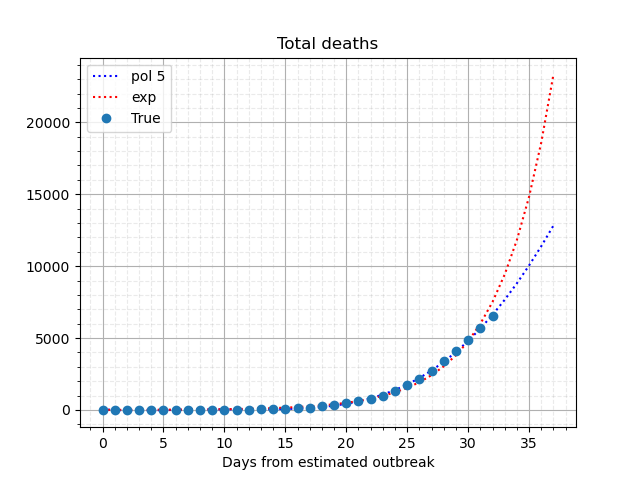 Total deaths
pol 5
exp
True
20000
15000
10000
5000
0
0 5 10 15 20 25 30 35
Days from estimated outbreak